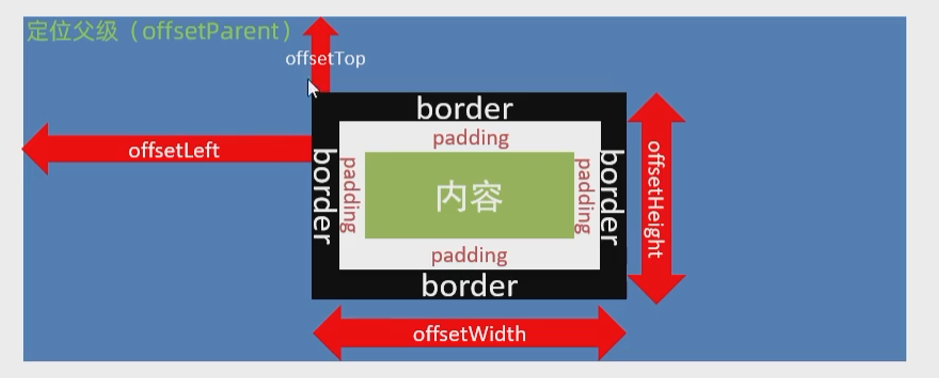 定位父级（offsetParent）
offsetTop
border
padding
offsetLeft
border
padding
内容
padding
border
offsetHeight
padding
border
offsetWidth